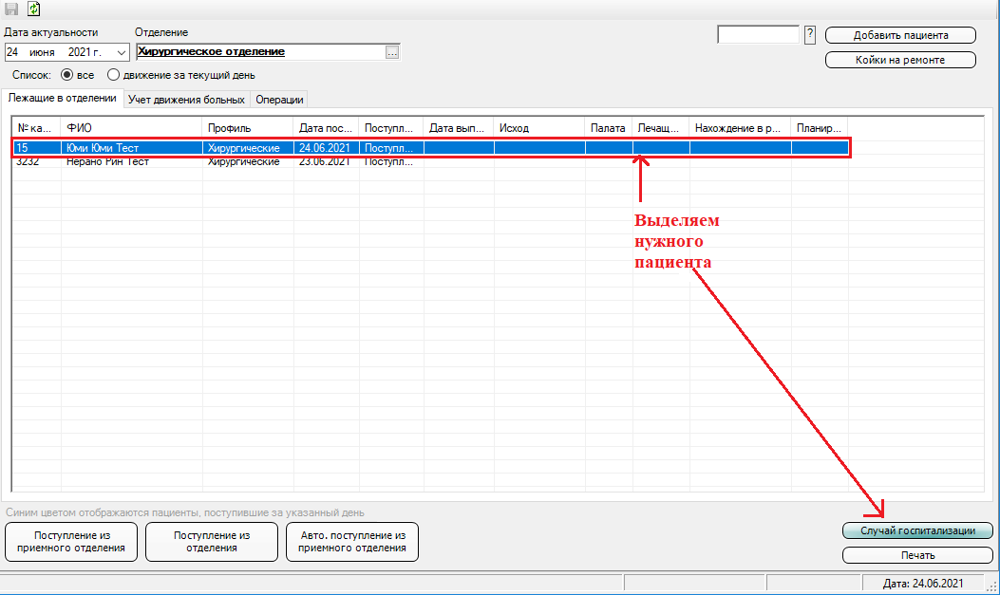 Дата актуальности
Отделение
24 июня 2021 г.
Хирургическое отделение
...
?
Добавить пациента
Койки на ремонте
Список: все движение за текущий день
Лежащие в отделении
Учет движения больных
Операции
№ ка... ФИО Профиль Дата пос... Поступл... Дата вып... Исход Палата Лечащ... Нахождение в р... Планир...
15 Юми Юми Тест Хирургические 24.06.2021 Поступл...
3232 Нерано Рин Тест Хирургические 23.06.2021 Поступл...
Выделяем
нужного
пациента
Синим цветом отображаются пациенты, поступившие за указанный день
Поступление из
приемного отделения
Поступление из
отделения
Авто. поступление из
приемного отделения
Случай госпитализации
Печать
Дата: 24.06.2021